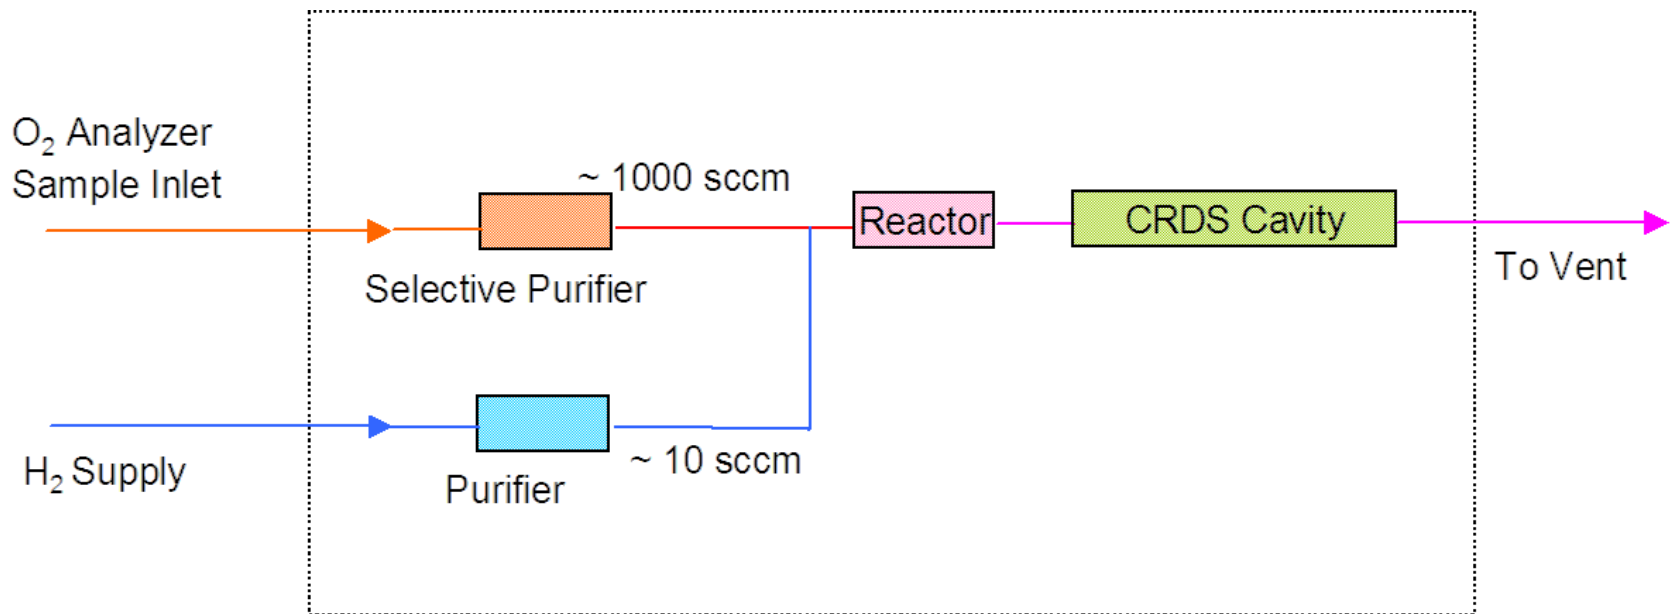 O₂ Analyzer
Sample Inlet
~ 1000 sccm
Selective Purifier
Reactor
CRDS Cavity
To Vent
H₂ Supply
~ 10 sccm
Purifier